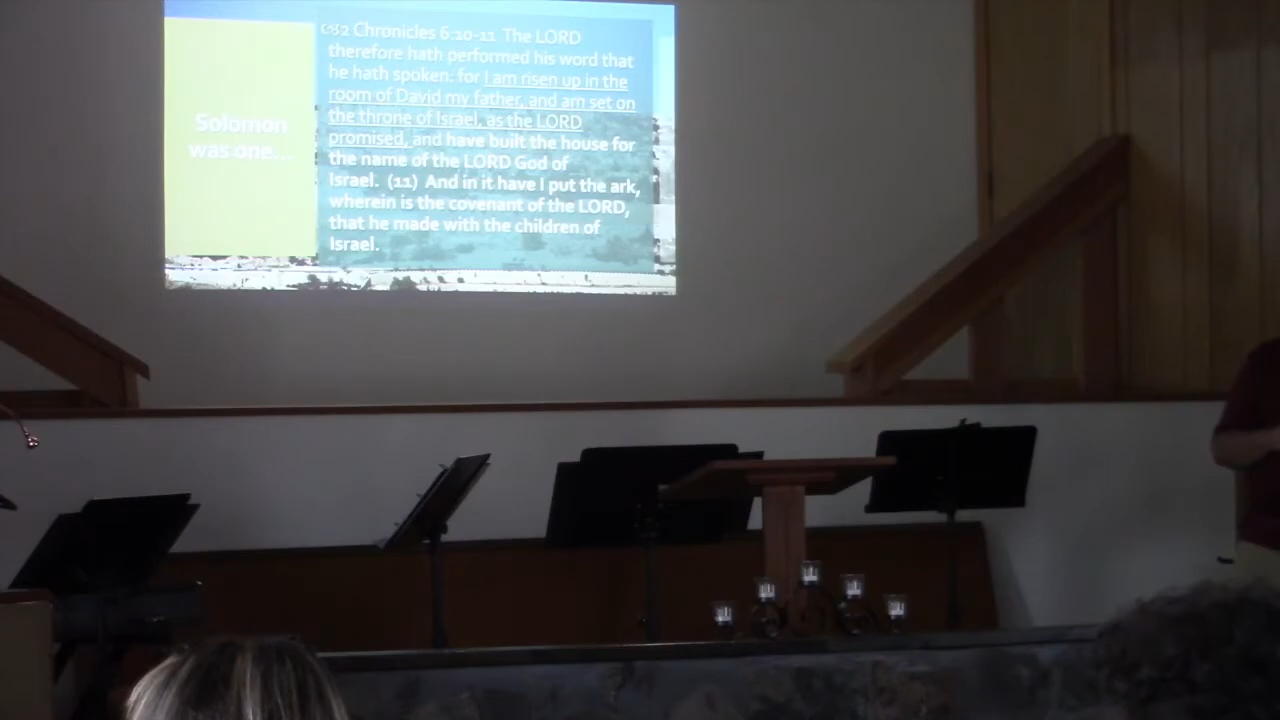 Solomon
was one...
2 Chronicles 6:10-11 The LORD
therefore hath performed his word that
he hath spoken: for I am risen up in the
room of David my father, and am set on
the throne of Israel, as the LORD
promised, and have built the house for
the name of the LORD God of
Israel. (11) And in it have I put the ark,
wherein is the covenant of the LORD,
that he made with the children of
Israel.